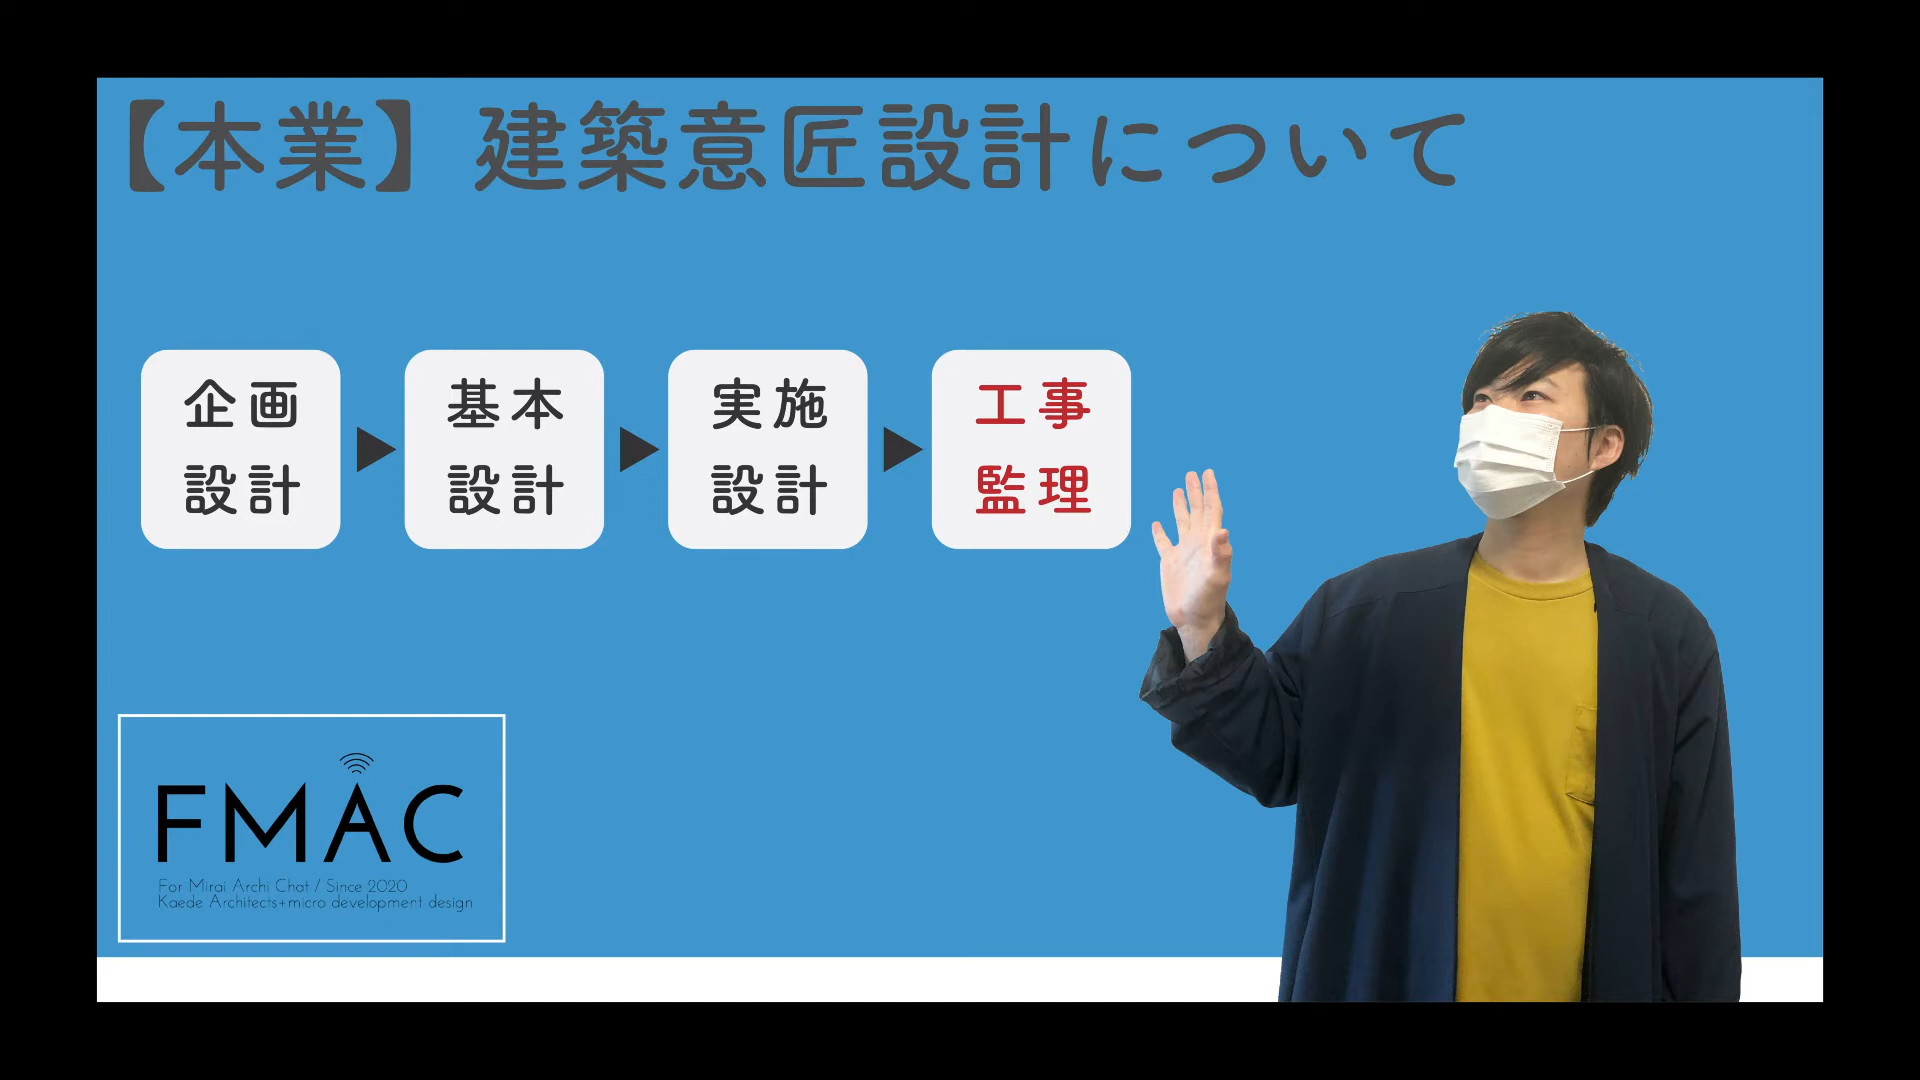 【本業】建築意匠設計について
企画
設計
基本
設計
実施
設計
工事
監理
FMAC
For Mirai Archi Chat / Since 2020
Kaede Architects+micro development design